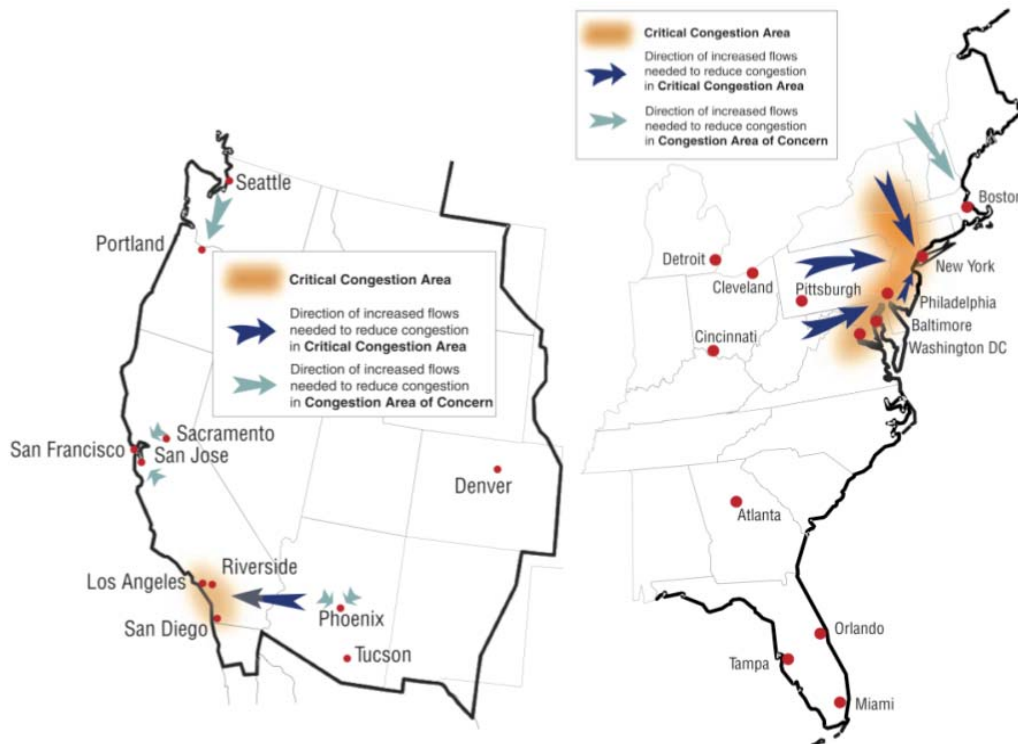 Critical Congestion Area
Direction of increased flows
needed to reduce congestion
in Critical Congestion Area
Direction of increased flows
needed to reduce congestion
in Congestion Area of Concern
Seattle
Portland
Critical Congestion Area
Direction of increased flows
needed to reduce congestion
in Critical Congestion Area
Direction of increased flows
needed to reduce congestion
in Congestion Area of Concern
Sacramento
San Francisco
San Jose
Denver
Riverside
Los Angeles
Phoenix
San Diego
Tucson
Boston
Detroit
New York
Cleveland
Pittsburgh
Philadelphia
Baltimore
Cincinnati
Washington DC
Atlanta
Orlando
Tampa
Miami